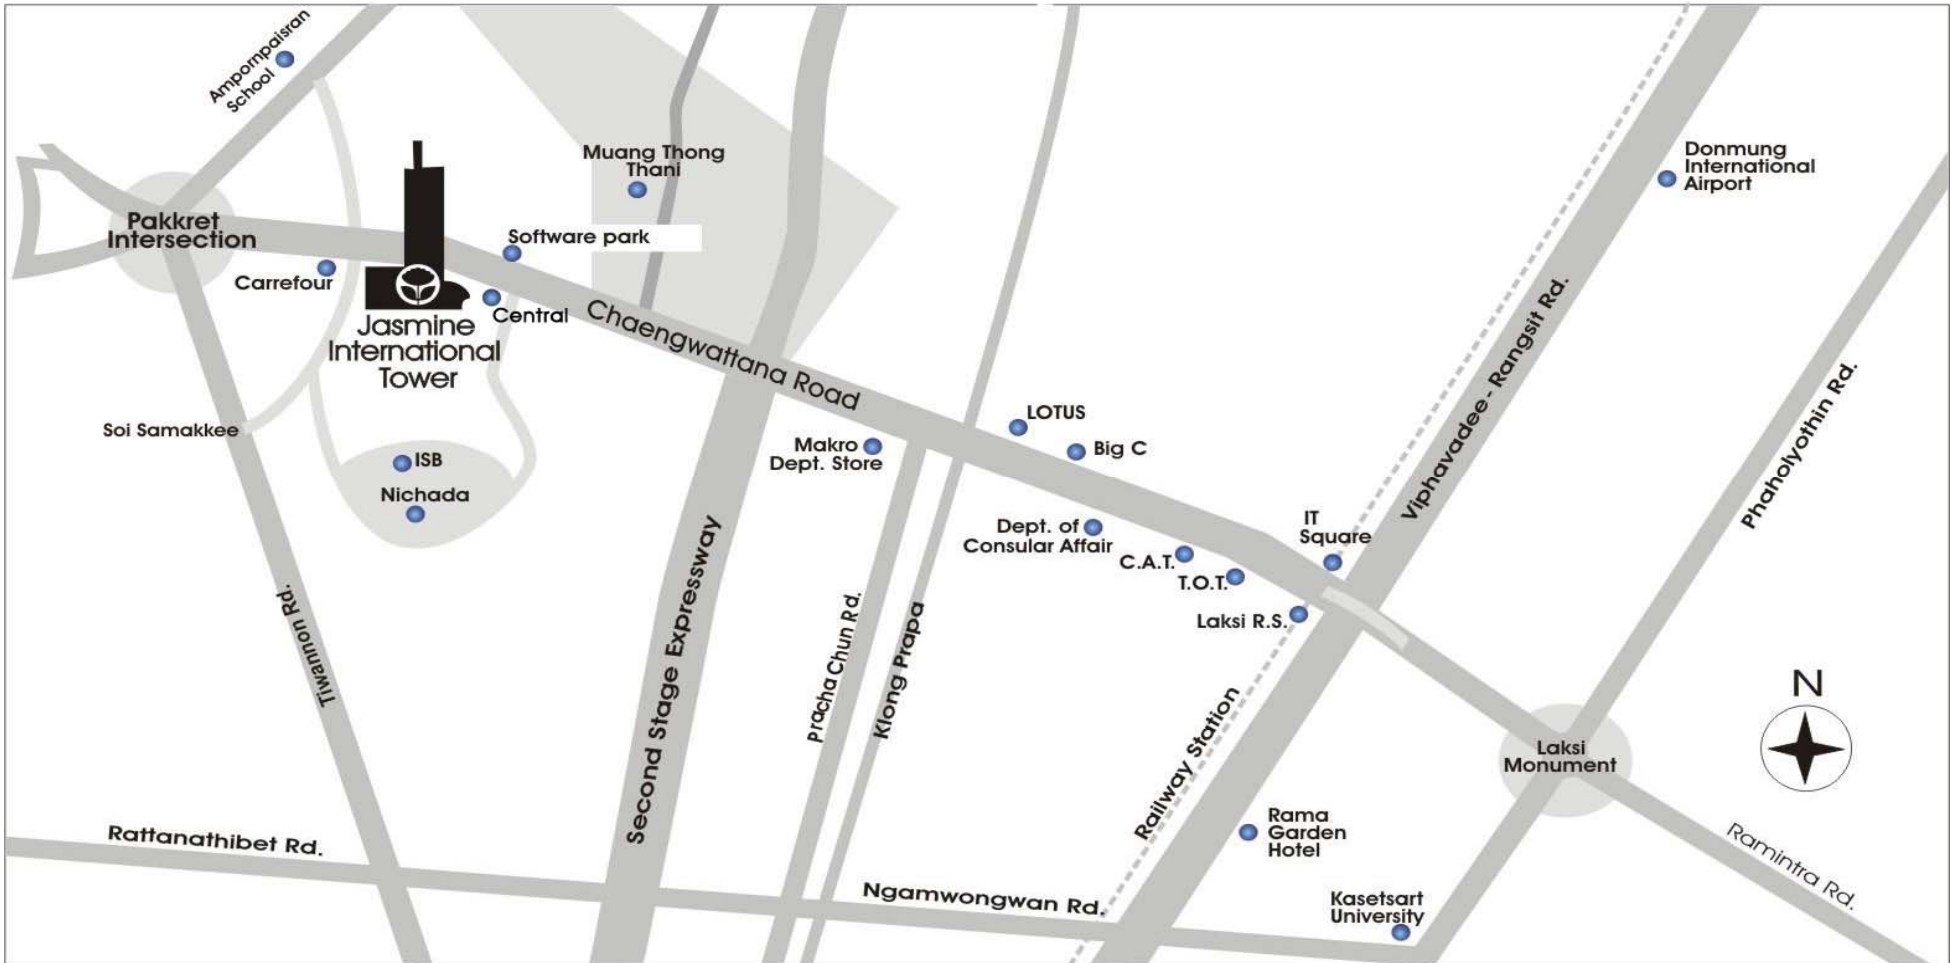 Ampornpaisran
School
Muang Thong
Thani
Donmung
International
Airport
Pakkret
Intersection
Software park
Carrefour
Central
Jasmine
International
Tower
Chaengwattana Road
Viphavadee-Rangsit Rd.
Phaholyothin Rd.
Soi Samakkee
LOTUS
Big C
Makro
Dept. Store
ISB
Nichada
Dept. of
Consular Affair
C.A.T.
T.O.T.
IT
Square
Laksi R.S.
Tiwannon Rd.
Second Stage Expressway
Pracha Chun Rd.
Klong Prapa
Railway Station
N
Laksi
Monument
Rama
Garden
Hotel
Ramintra Rd.
Rattanathibet Rd.
Ngamwongwan Rd.
Kasetsart
University